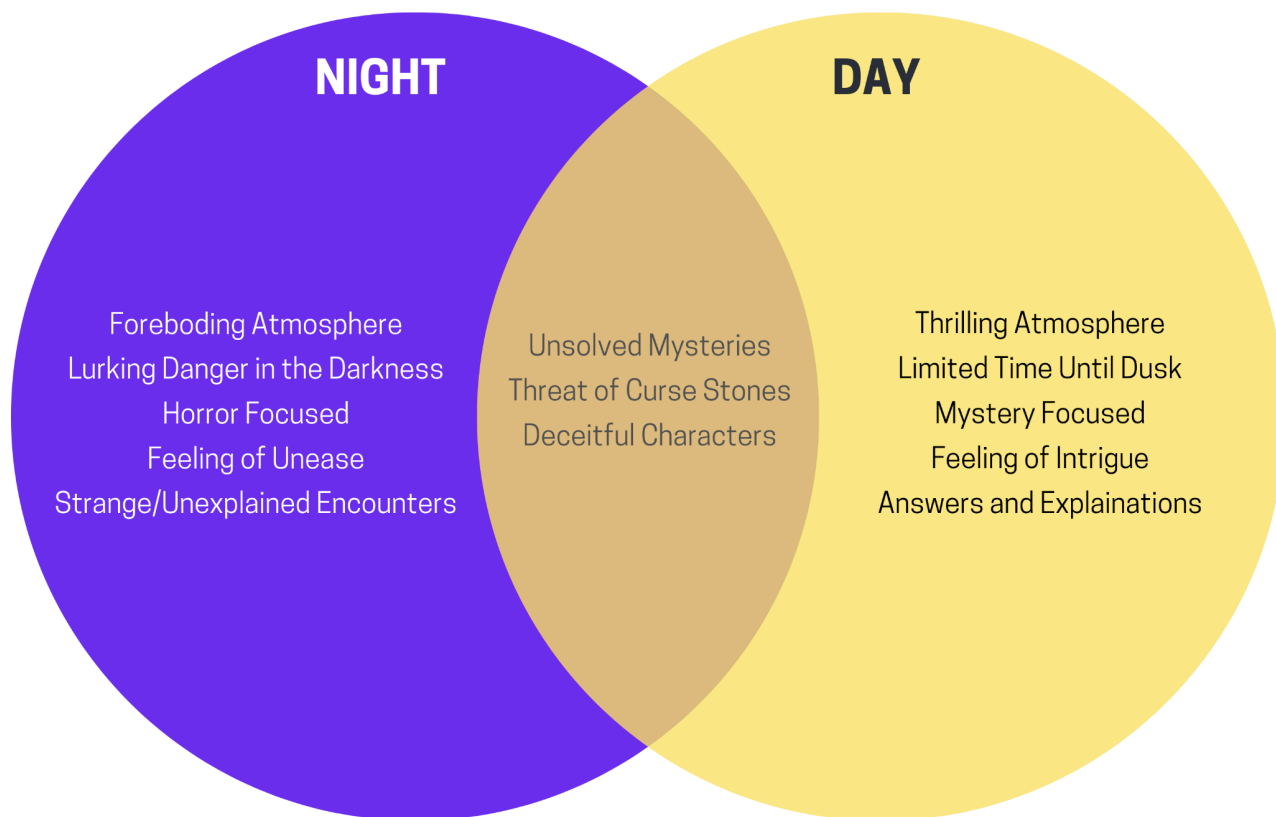 NIGHT
Foreboding Atmosphere
Lurking Danger in the Darkness
Horror Focused
Feeling of Unease
Strange/Unexplained Encounters
Unsolved Mysteries
Threat of Curse Stones
Deceitful Characters
DAY
Thrilling Atmosphere
Limited Time Until Dusk
Mystery Focused
Feeling of Intrigue
Answers and Explainations